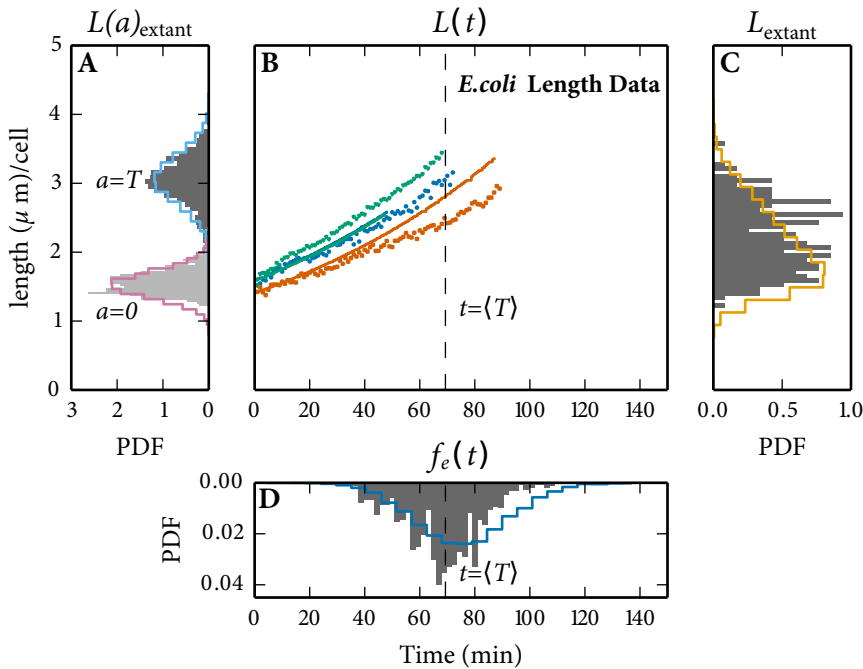 L(a)extant L(t) Lextant
A B C
E.coli Length Data
5
4
3
2
1
0
length (μ m)/cell
a=T
a=0
t=⟨T⟩
3 2 1 0
0 20 40 60 80 100 120 140
0.0 0.5 1.0
PDF
PDF
fe(t)
D
0.00
0.02
0.04
PDF
t=⟨T⟩
0 20 40 60 80 100 120 140
Time (min)